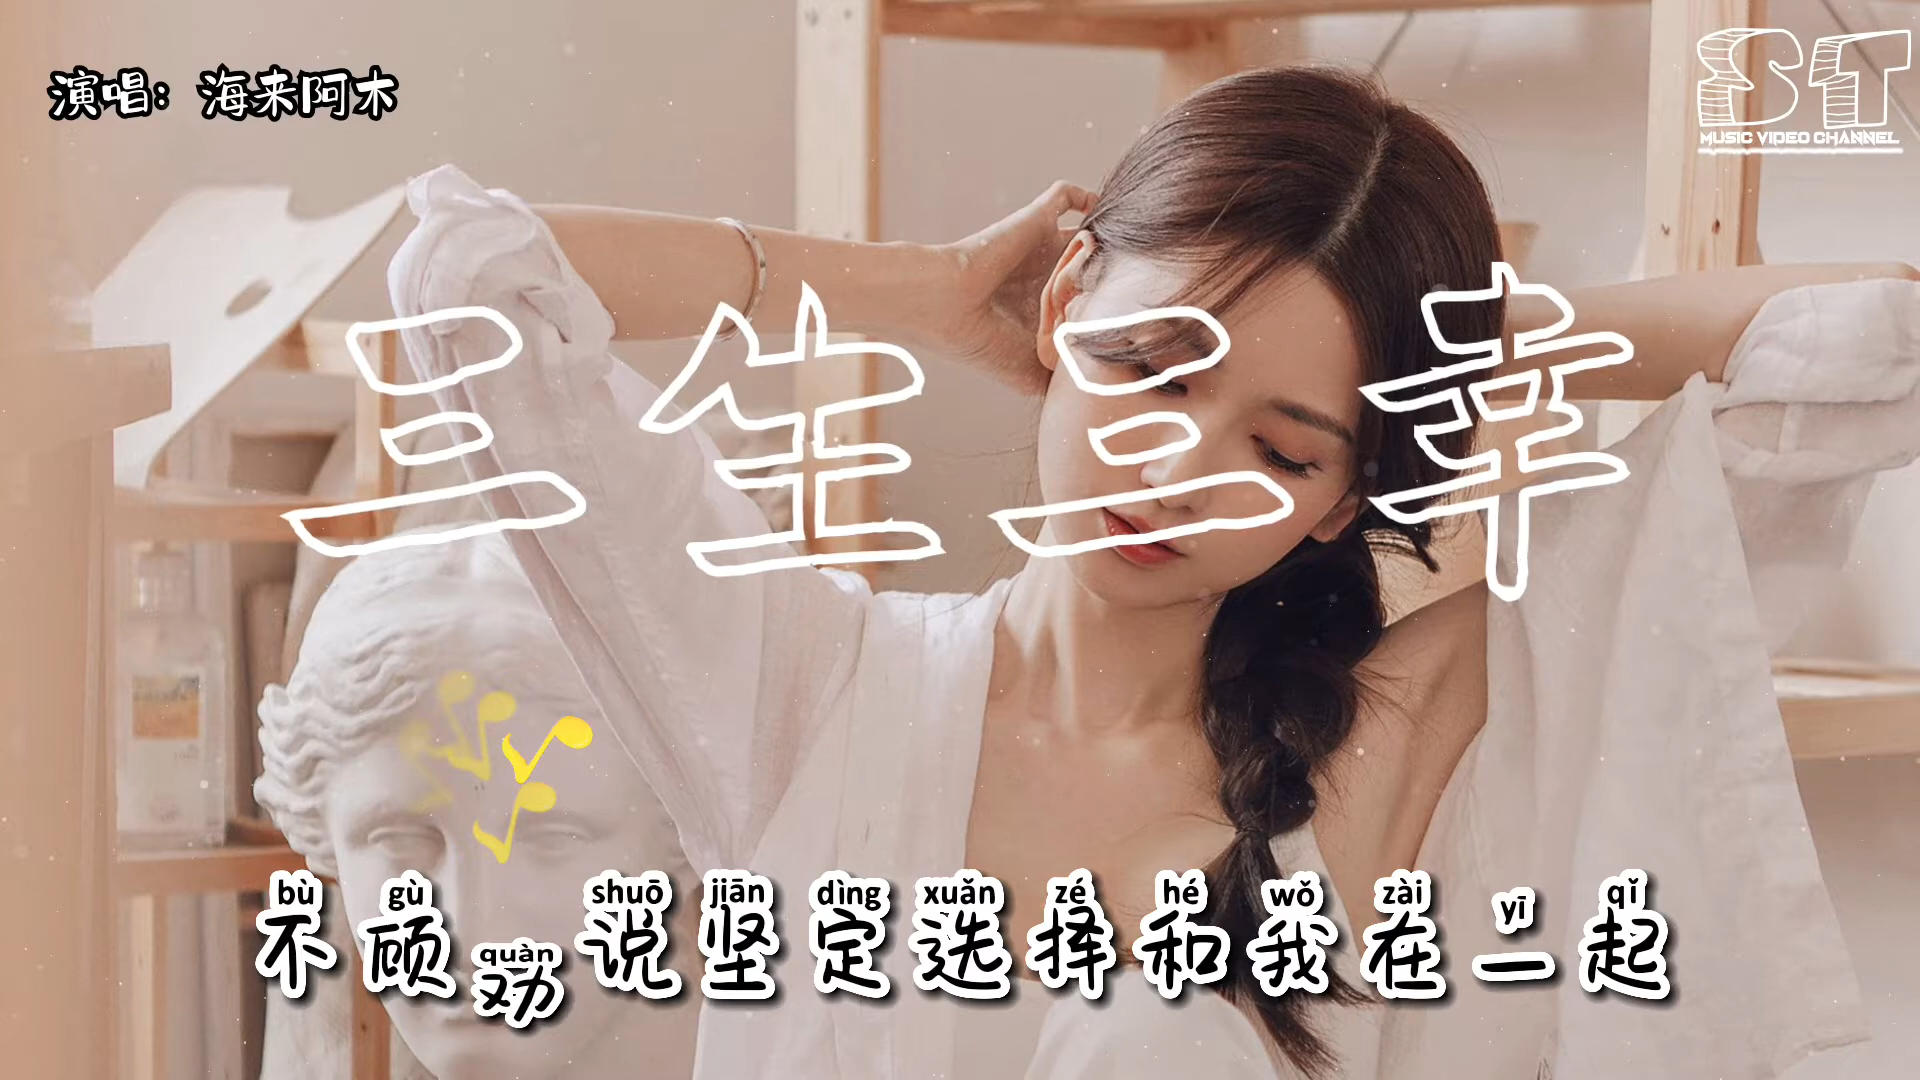 演唱：海来阿木
ST
MUSIC VIDEO CHANNEL
三生三幸
bù gù quàn shuō jiān dìng xuǎn zé hé wǒ zài yī qǐ
不顾劝说坚定选择和我在一起